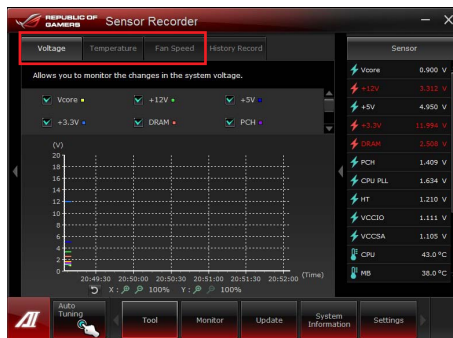 REPUBLIC OF GAMERS Sensor Recorder
Voltage Temperature Fan Speed History Record
Allows you to monitor the changes in the system voltage.
Vcore +12V +5V
+3.3V DRAM PCH
(V)
20
18
16
14
12
10
8
6
4
2
0
20:49:30 20:50:00 20:50:30 20:51:00 20:51:30 20:52:00 (Time)
X : 100% Y : 100%
Sensor
Vcore 0.900 V
+12V 3.312 V
+5V 4.950 V
+3.3V 11.994 V
DRAM 2.508 V
PCH 1.409 V
CPU PLL 1.634 V
HT 1.210 V
VCCIO 1.111 V
VCCSA 1.105 V
CPU 43.0 °C
MB 38.0 °C
Auto Tuning Tool Monitor Update System Information Settings